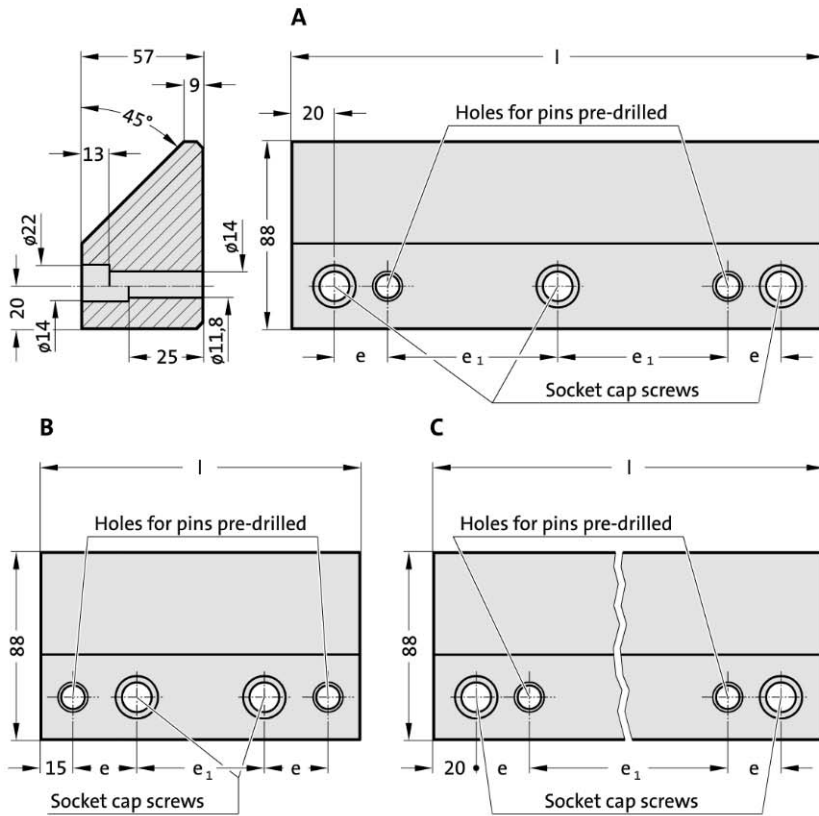 A
57
l
9
45°
20
Holes for pins pre-drilled
13
ø22
ø14
88
20
ø14
25
ø11,8
e
e₁
e₁
e
Socket cap screws
B
C
l
l
Holes for pins pre-drilled
Holes for pins pre-drilled
88
88
15
e
e₁
e
20
e
e₁
e
Socket cap screws
Socket cap screws